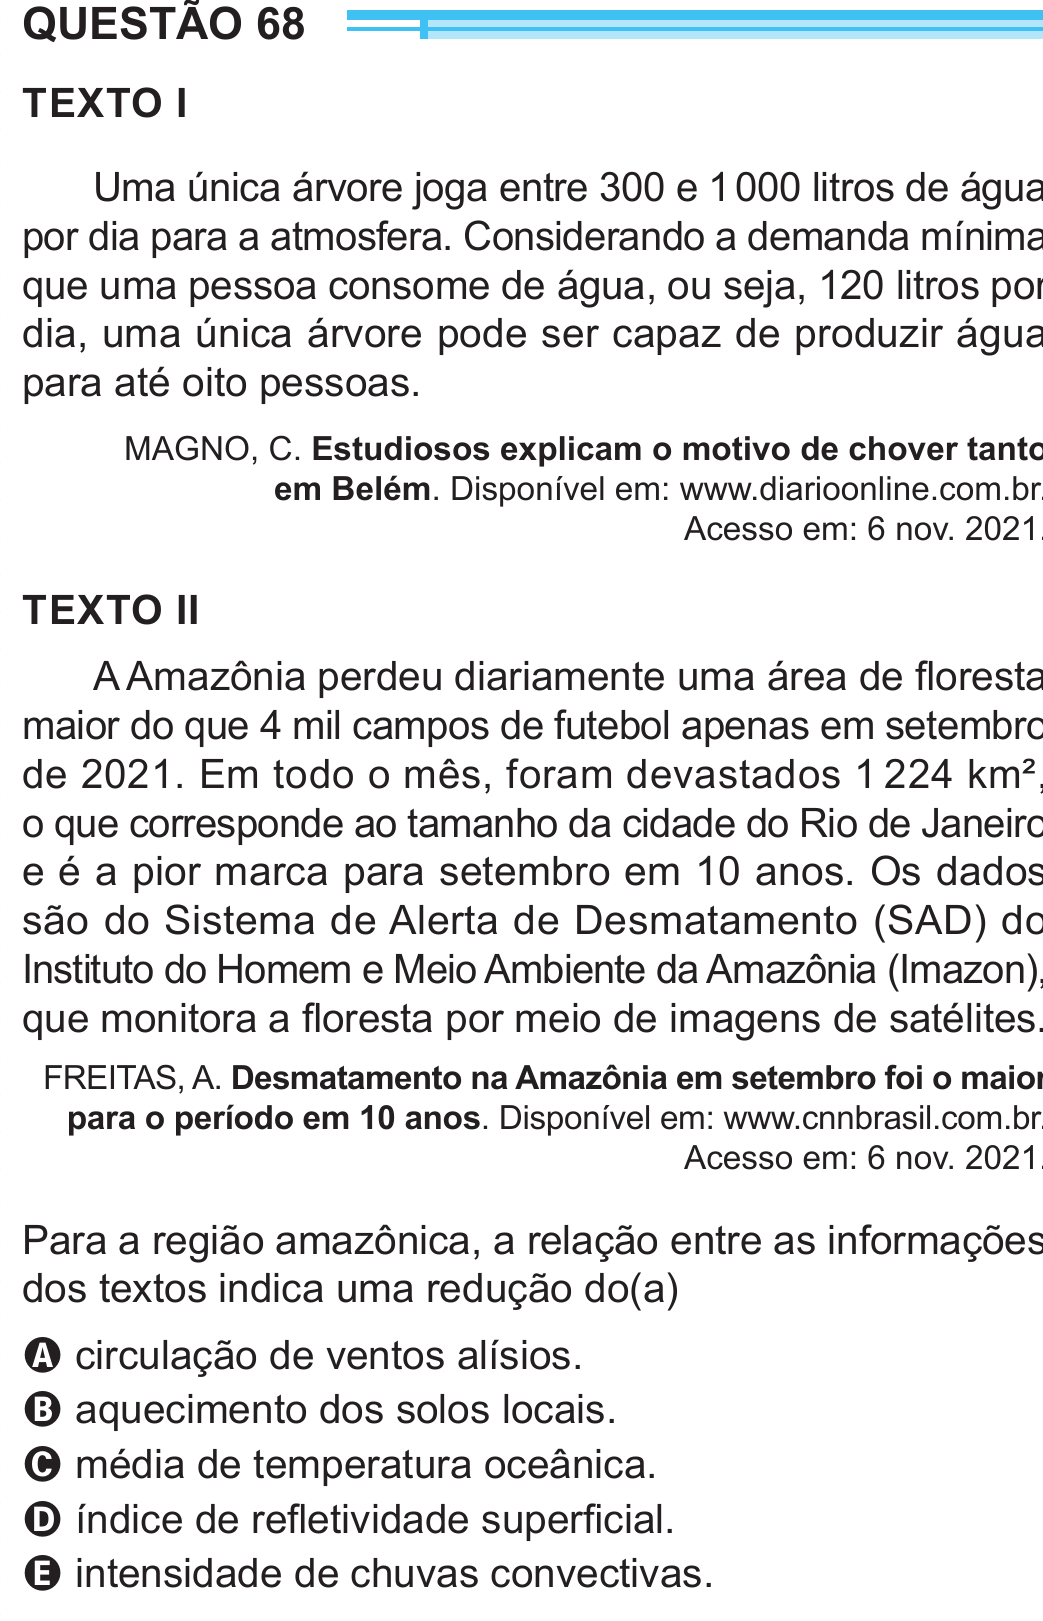 QUESTÃO 68
TEXTO I
Uma única árvore joga entre 300 e 1 000 litros de água
por dia para a atmosfera. Considerando a demanda mínima
que uma pessoa consome de água, ou seja, 120 litros por
dia, uma única árvore pode ser capaz de produzir água
para até oito pessoas.
MAGNO, C. Estudiosos explicam o motivo de chover tanto
em Belém. Disponível em: www.diarioonline.com.br.
Acesso em: 6 nov. 2021.
TEXTO II
A Amazônia perdeu diariamente uma área de floresta
maior do que 4 mil campos de futebol apenas em setembro
de 2021. Em todo o mês, foram devastados 1 224 km²,
o que corresponde ao tamanho da cidade do Rio de Janeiro
e é a pior marca para setembro em 10 anos. Os dados
são do Sistema de Alerta de Desmatamento (SAD) do
Instituto do Homem e Meio Ambiente da Amazônia (Imazon),
que monitora a floresta por meio de imagens de satélites.
FREITAS, A. Desmatamento na Amazônia em setembro foi o maior
para o período em 10 anos. Disponível em: www.cnnbrasil.com.br.
Acesso em: 6 nov. 2021.
Para a região amazônica, a relação entre as informações
dos textos indica uma redução do(a)
A circulação de ventos alísios.
B aquecimento dos solos locais.
C média de temperatura oceânica.
D índice de refletividade superficial.
E intensidade de chuvas convectivas.